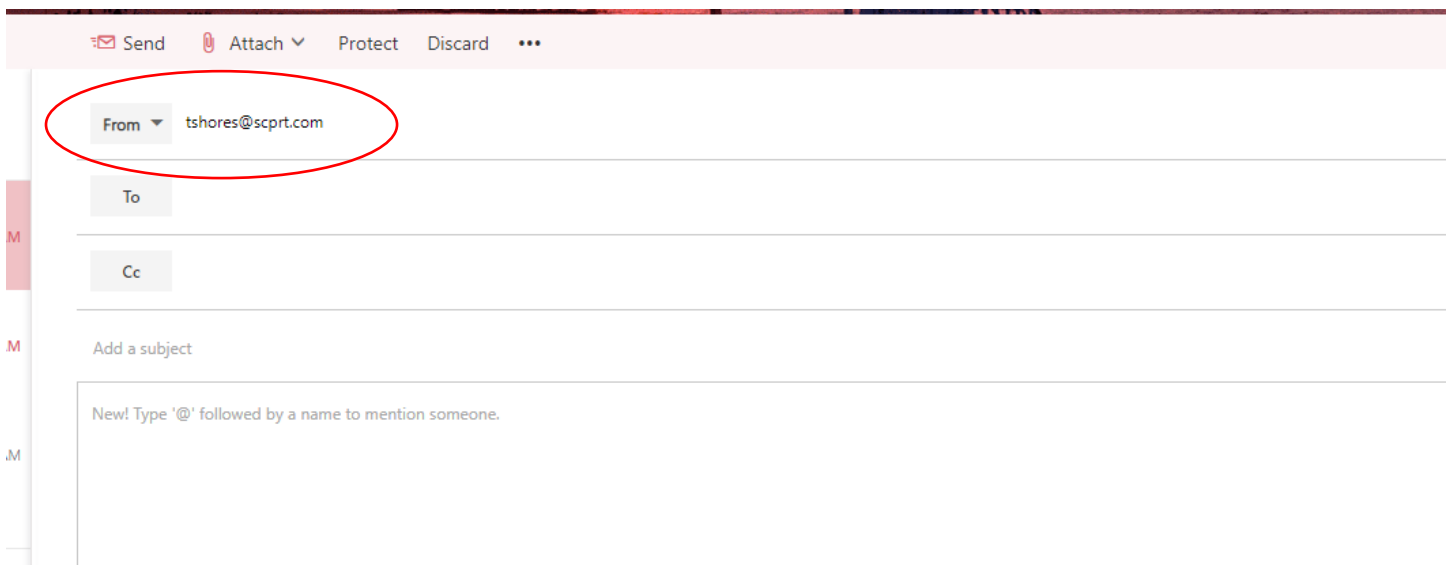 Send Attach Protect Discard •••
From tshores@scprt.com
To
M
Cc
M
Add a subject
New! Type '@' followed by a name to mention someone.
AM